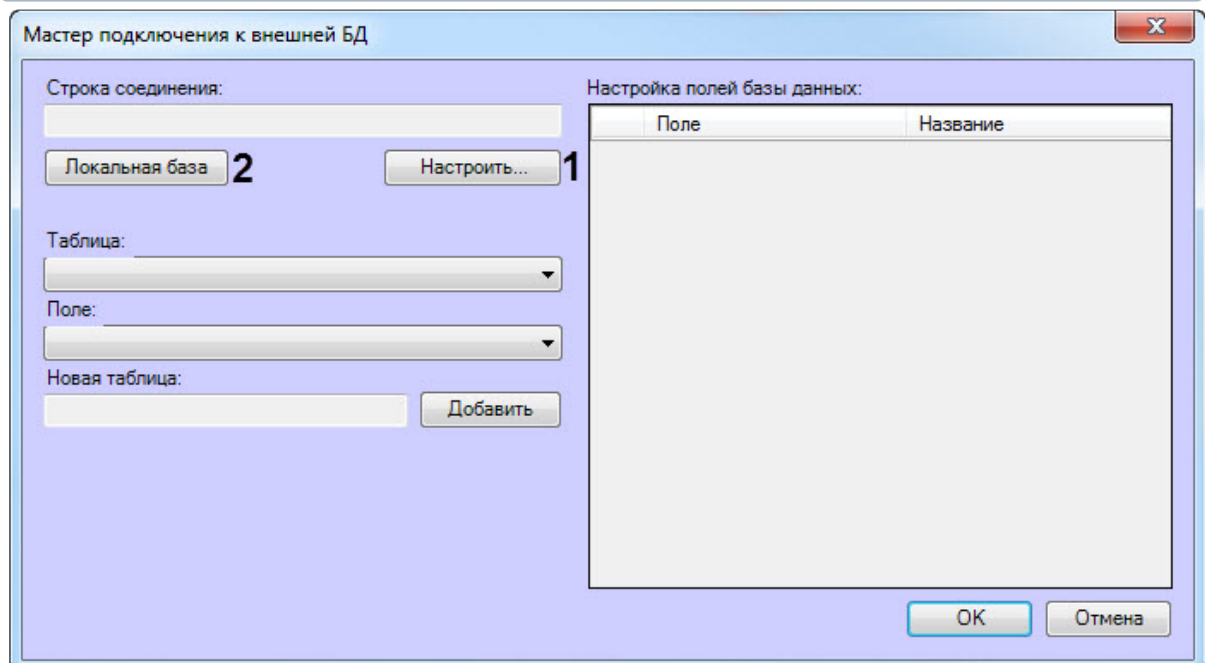 Мастер подключения к внешней БД
Строка соединения:
Локальная база 2 Настроить... 1
Таблица:
Поле:
Новая таблица:
Добавить
Настройка полей базы данных:
Поле Название
OK Отмена